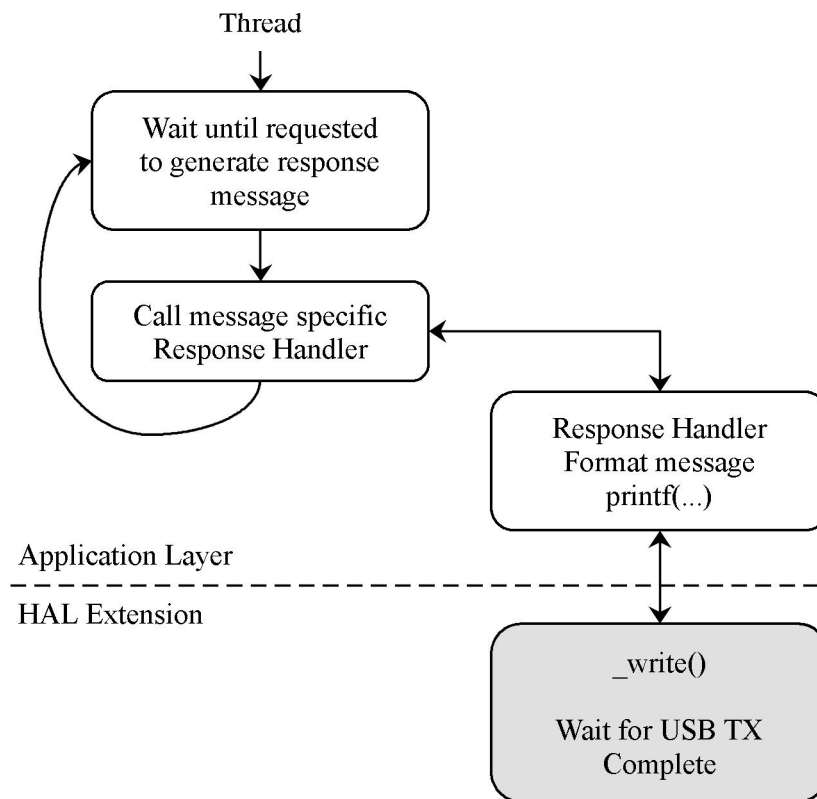 Thread
Wait until requested
to generate response
message
Call message specific
Response Handler
Response Handler
Format message
printf(...)
Application Layer
HAL Extension
_write()
Wait for USB TX
Complete